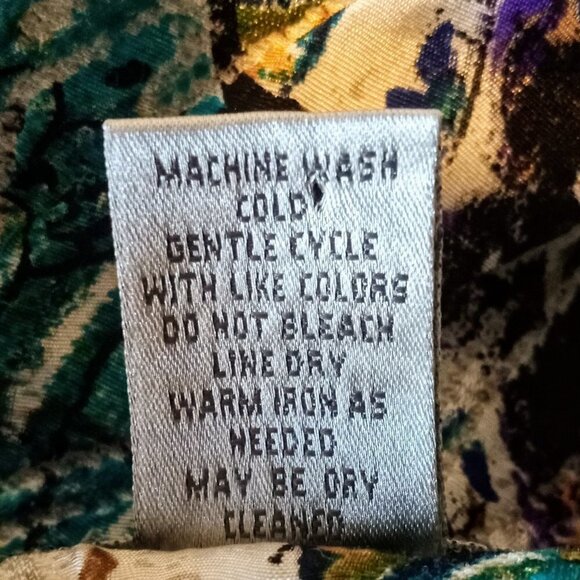 MACHINE WASH
COLD
GENTLE CYCLE
WITH LIKE COLORS
DO NOT BLEACH
LINE DRY
WARM IRON AS
NEEDED
MAY BE DRY
CLEANED